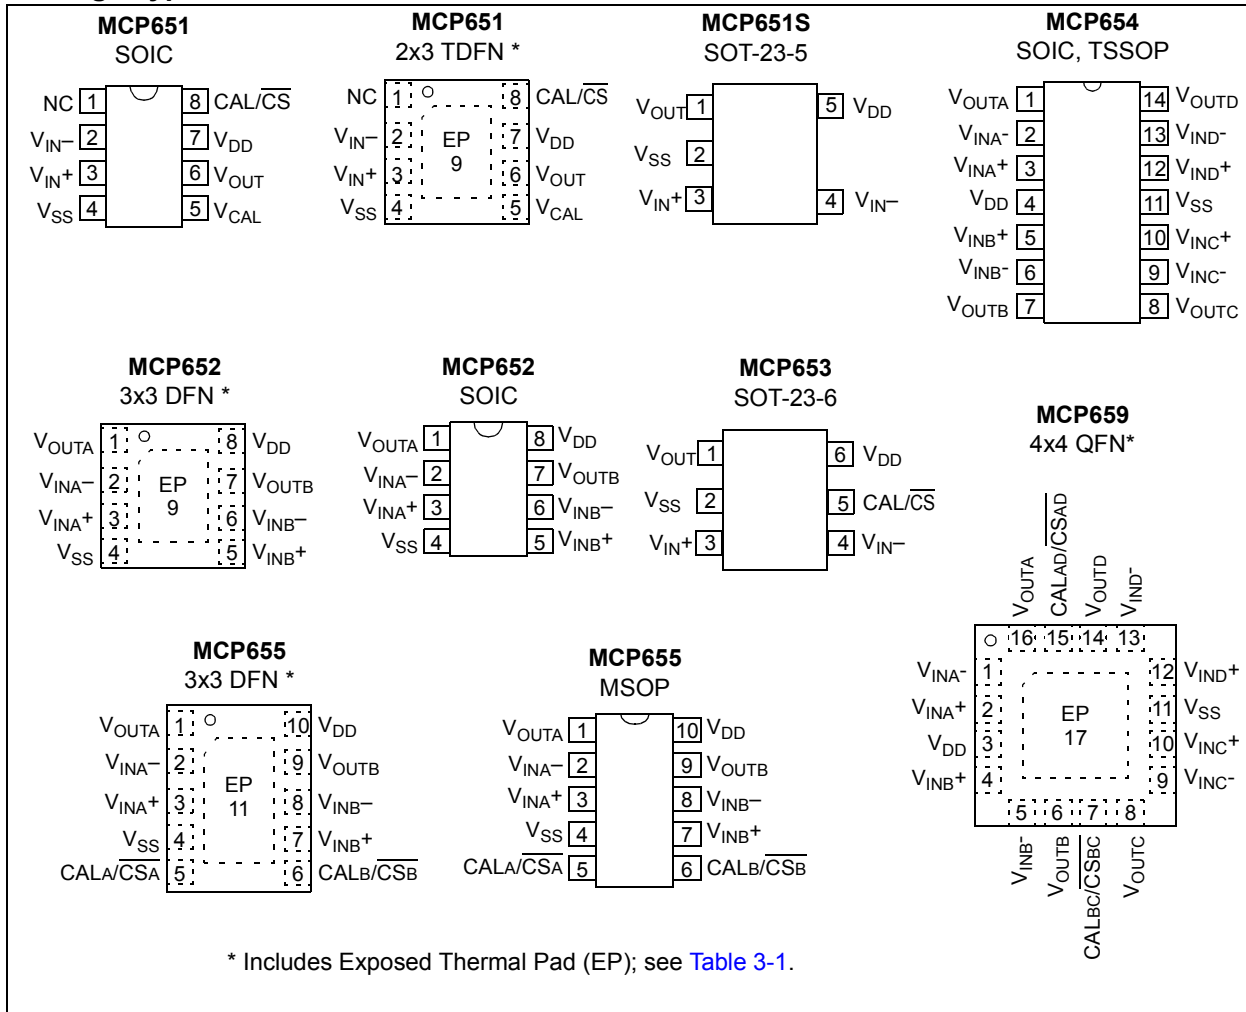 MCP651
SOIC
NC 1 8 CAL/CS
VIN– 2 7 VDD
VIN+ 3 6 VOUT
VSS 4 5 VCAL
MCP651
2x3 TDFN *
NC 1 8 CAL/CS
VIN– 2 7 VDD
VIN+ 3 6 VOUT
VSS 4 5 VCAL
EP
9
MCP651S
SOT-23-5
VOUT 1 5 VDD
VSS 2
VIN+ 3 4 VIN–
MCP654
SOIC, TSSOP
VOUTA 1 14 VOUTD
VINA- 2 13 VIND-
VINA+ 3 12 VIND+
VDD 4 11 VSS
VINB+ 5 10 VINC+
VINB- 6 9 VINC-
VOUTB 7 8 VOUTC
MCP652
3x3 DFN *
VOUTA 1 8 VDD
VINA– 2 7 VOUTB
VINA+ 3 6 VINB–
VSS 4 5 VINB+
EP
9
MCP652
SOIC
VOUTA 1 8 VDD
VINA– 2 7 VOUTB
VINA+ 3 6 VINB–
VSS 4 5 VINB+
MCP653
SOT-23-6
VOUT 1 6 VDD
VSS 2 5 CAL/CS
VIN+ 3 4 VIN–
MCP659
4x4 QFN*
VOUTA
CALAD/CSAD
VOUTD
VIND-
16 15 14 13
VINA- 1 12 VIND+
VINA+ 2 11 VSS
VDD 3 10 VINC+
VINB+ 4 9 VINC-
EP
17
5 6 7 8
VINB-
VOUTB
CALBC/CSBC
VOUTC
MCP655
3x3 DFN *
VOUTA 1 10 VDD
VINA– 2 9 VOUTB
VINA+ 3 8 VINB–
VSS 4 7 VINB+
CALA/CSA 5 6 CALB/CSB
EP
11
MCP655
MSOP
VOUTA 1 10 VDD
VINA– 2 9 VOUTB
VINA+ 3 8 VINB–
VSS 4 7 VINB+
CALA/CSA 5 6 CALB/CSB
* Includes Exposed Thermal Pad (EP); see Table 3-1.